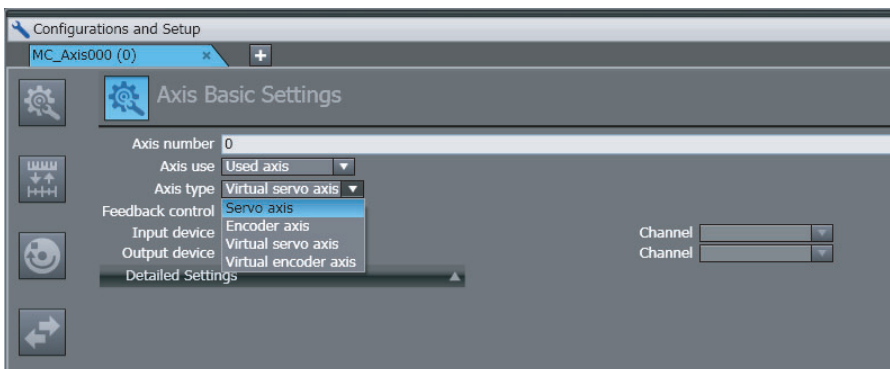 Configurations and Setup
MC_Axis000 (0)
Axis Basic Settings
Axis number 0
Axis use Used axis
Axis type Virtual servo axis
Feedback control Servo axis
Encoder axis
Input device Channel
Virtual servo axis
Output device Channel
Virtual encoder axis
Detailed Settings